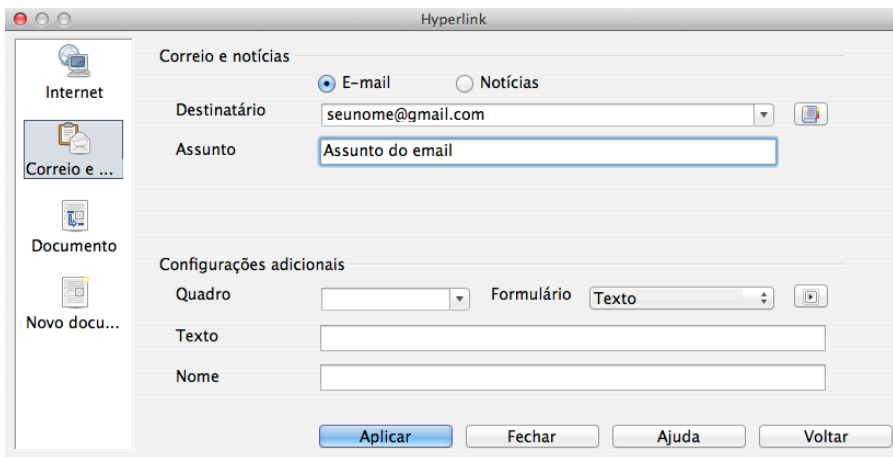 Hyperlink
Internet
Correio e ...
Documento
Novo docu...
Correio e notícias
E-mail Notícias
Destinatário seunome@gmail.com
Assunto Assunto do email
Configurações adicionais
Quadro Formulário Texto
Texto
Nome
Aplicar Fechar Ajuda Voltar